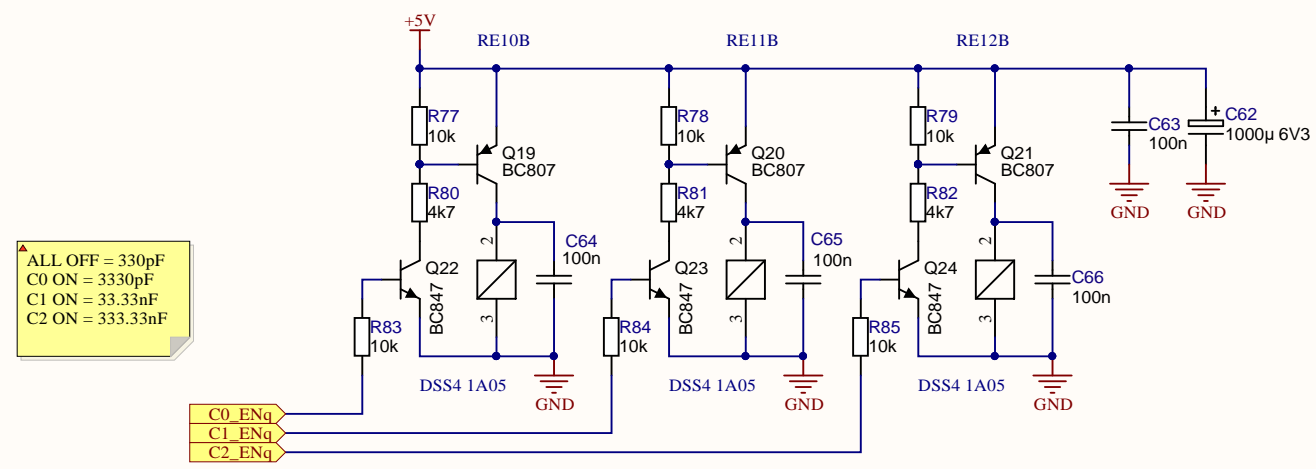 +5V
RE10B
RE11B
RE12B
R77
10k
R78
10k
R79
10k
C63
100n
+
C62
1000µ 6V3
Q19
BC807
Q20
BC807
Q21
BC807
R80
4k7
R81
4k7
R82
4k7
GND
GND
2
C64
100n
2
C65
100n
2
C66
100n
ALL OFF = 330pF
C0 ON = 3330pF
C1 ON = 33.33nF
C2 ON = 333.33nF
Q22
BC847
Q23
BC847
Q24
BC847
3
3
3
R83
10k
R84
10k
R85
10k
DSS4 1A05
DSS4 1A05
DSS4 1A05
GND
GND
GND
C0_ENq
C1_ENq
C2_ENq